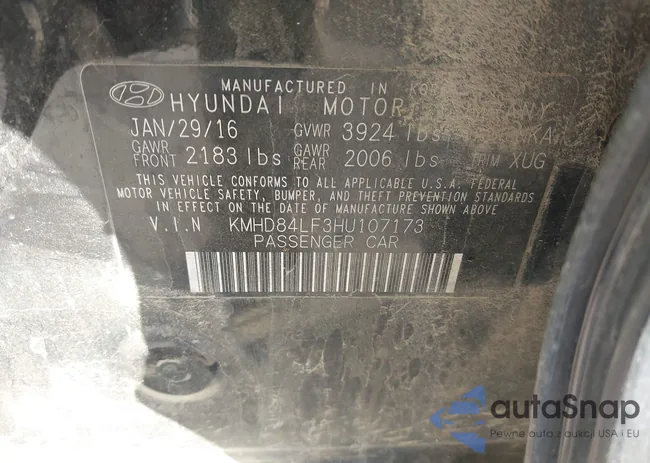 MANUFACTURED IN
HYUNDAI MOTOR
JAN/29/16 GVWR 3924 lbs
GAWR FRONT 2183 lbs GAWR REAR 2006 lbs TRIM XUG
THIS VEHICLE CONFORMS TO ALL APPLICABLE U.S.A. FEDERAL
MOTOR VEHICLE SAFETY, BUMPER, AND THEFT PREVENTION STANDARDS
IN EFFECT ON THE DATE OF MANUFACTURE SHOWN ABOVE
V.I.N KMHD84LF3HU107173
PASSENGER CAR
autaSnap
Pewne auta z aukcji USA i EU